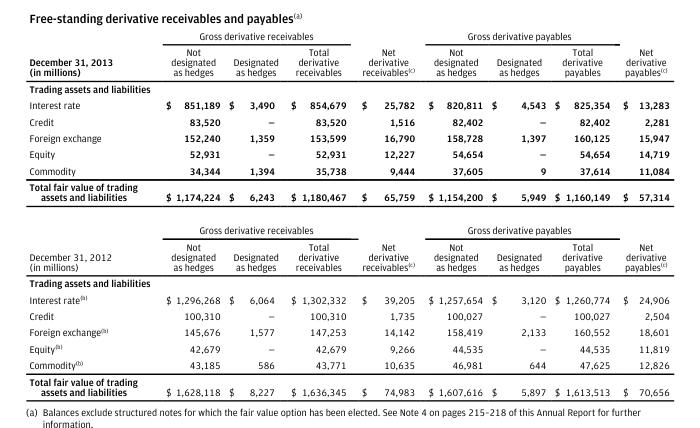 Free-standing derivative receivables and payables(a)
Gross derivative receivables Gross derivative payables
Not Total Net Not Total Net
December 31, 2013 designated Designated derivative derivative designated Designated derivative derivative
(in millions) as hedges as hedges receivables receivables(c) as hedges as hedges payables payables(c)
Trading assets and liabilities
Interest rate $ 851,189 $ 3,490 $ 854,679 $ 25,782 $ 820,811 $ 4,543 $ 825,354 $ 13,283
Credit 83,520 – 83,520 1,516 82,402 – 82,402 2,281
Foreign exchange 152,240 1,359 153,599 16,790 158,728 1,397 160,125 15,947
Equity 52,931 – 52,931 12,227 54,654 – 54,654 14,719
Commodity 34,344 1,394 35,738 9,444 37,605 9 37,614 11,084
Total fair value of trading
assets and liabilities $ 1,174,224 $ 6,243 $ 1,180,467 $ 65,759 $ 1,154,200 $ 5,949 $ 1,160,149 $ 57,314
Gross derivative receivables Gross derivative payables
Not Total Net Not Total Net
December 31, 2012 designated Designated derivative derivative designated Designated derivative derivative
(in millions) as hedges as hedges receivables receivables(c) as hedges as hedges payables payables(c)
Trading assets and liabilities
Interest rate(b) $ 1,296,268 $ 6,064 $ 1,302,332 $ 39,205 $ 1,257,654 $ 3,120 $ 1,260,774 $ 24,906
Credit 100,310 – 100,310 1,735 100,027 – 100,027 2,504
Foreign exchange(b) 145,676 1,577 147,253 14,142 158,419 2,133 160,552 18,601
Equity(b) 42,679 – 42,679 9,266 44,535 – 44,535 11,819
Commodity(b) 43,185 586 43,771 10,635 46,981 644 47,625 12,826
Total fair value of trading
assets and liabilities $ 1,628,118 $ 8,227 $ 1,636,345 $ 74,983 $ 1,607,616 $ 5,897 $ 1,613,513 $ 70,656
(a) Balances exclude structured notes for which the fair value option has been elected. See Note 4 on pages 215–218 of this Annual Report for further
information.